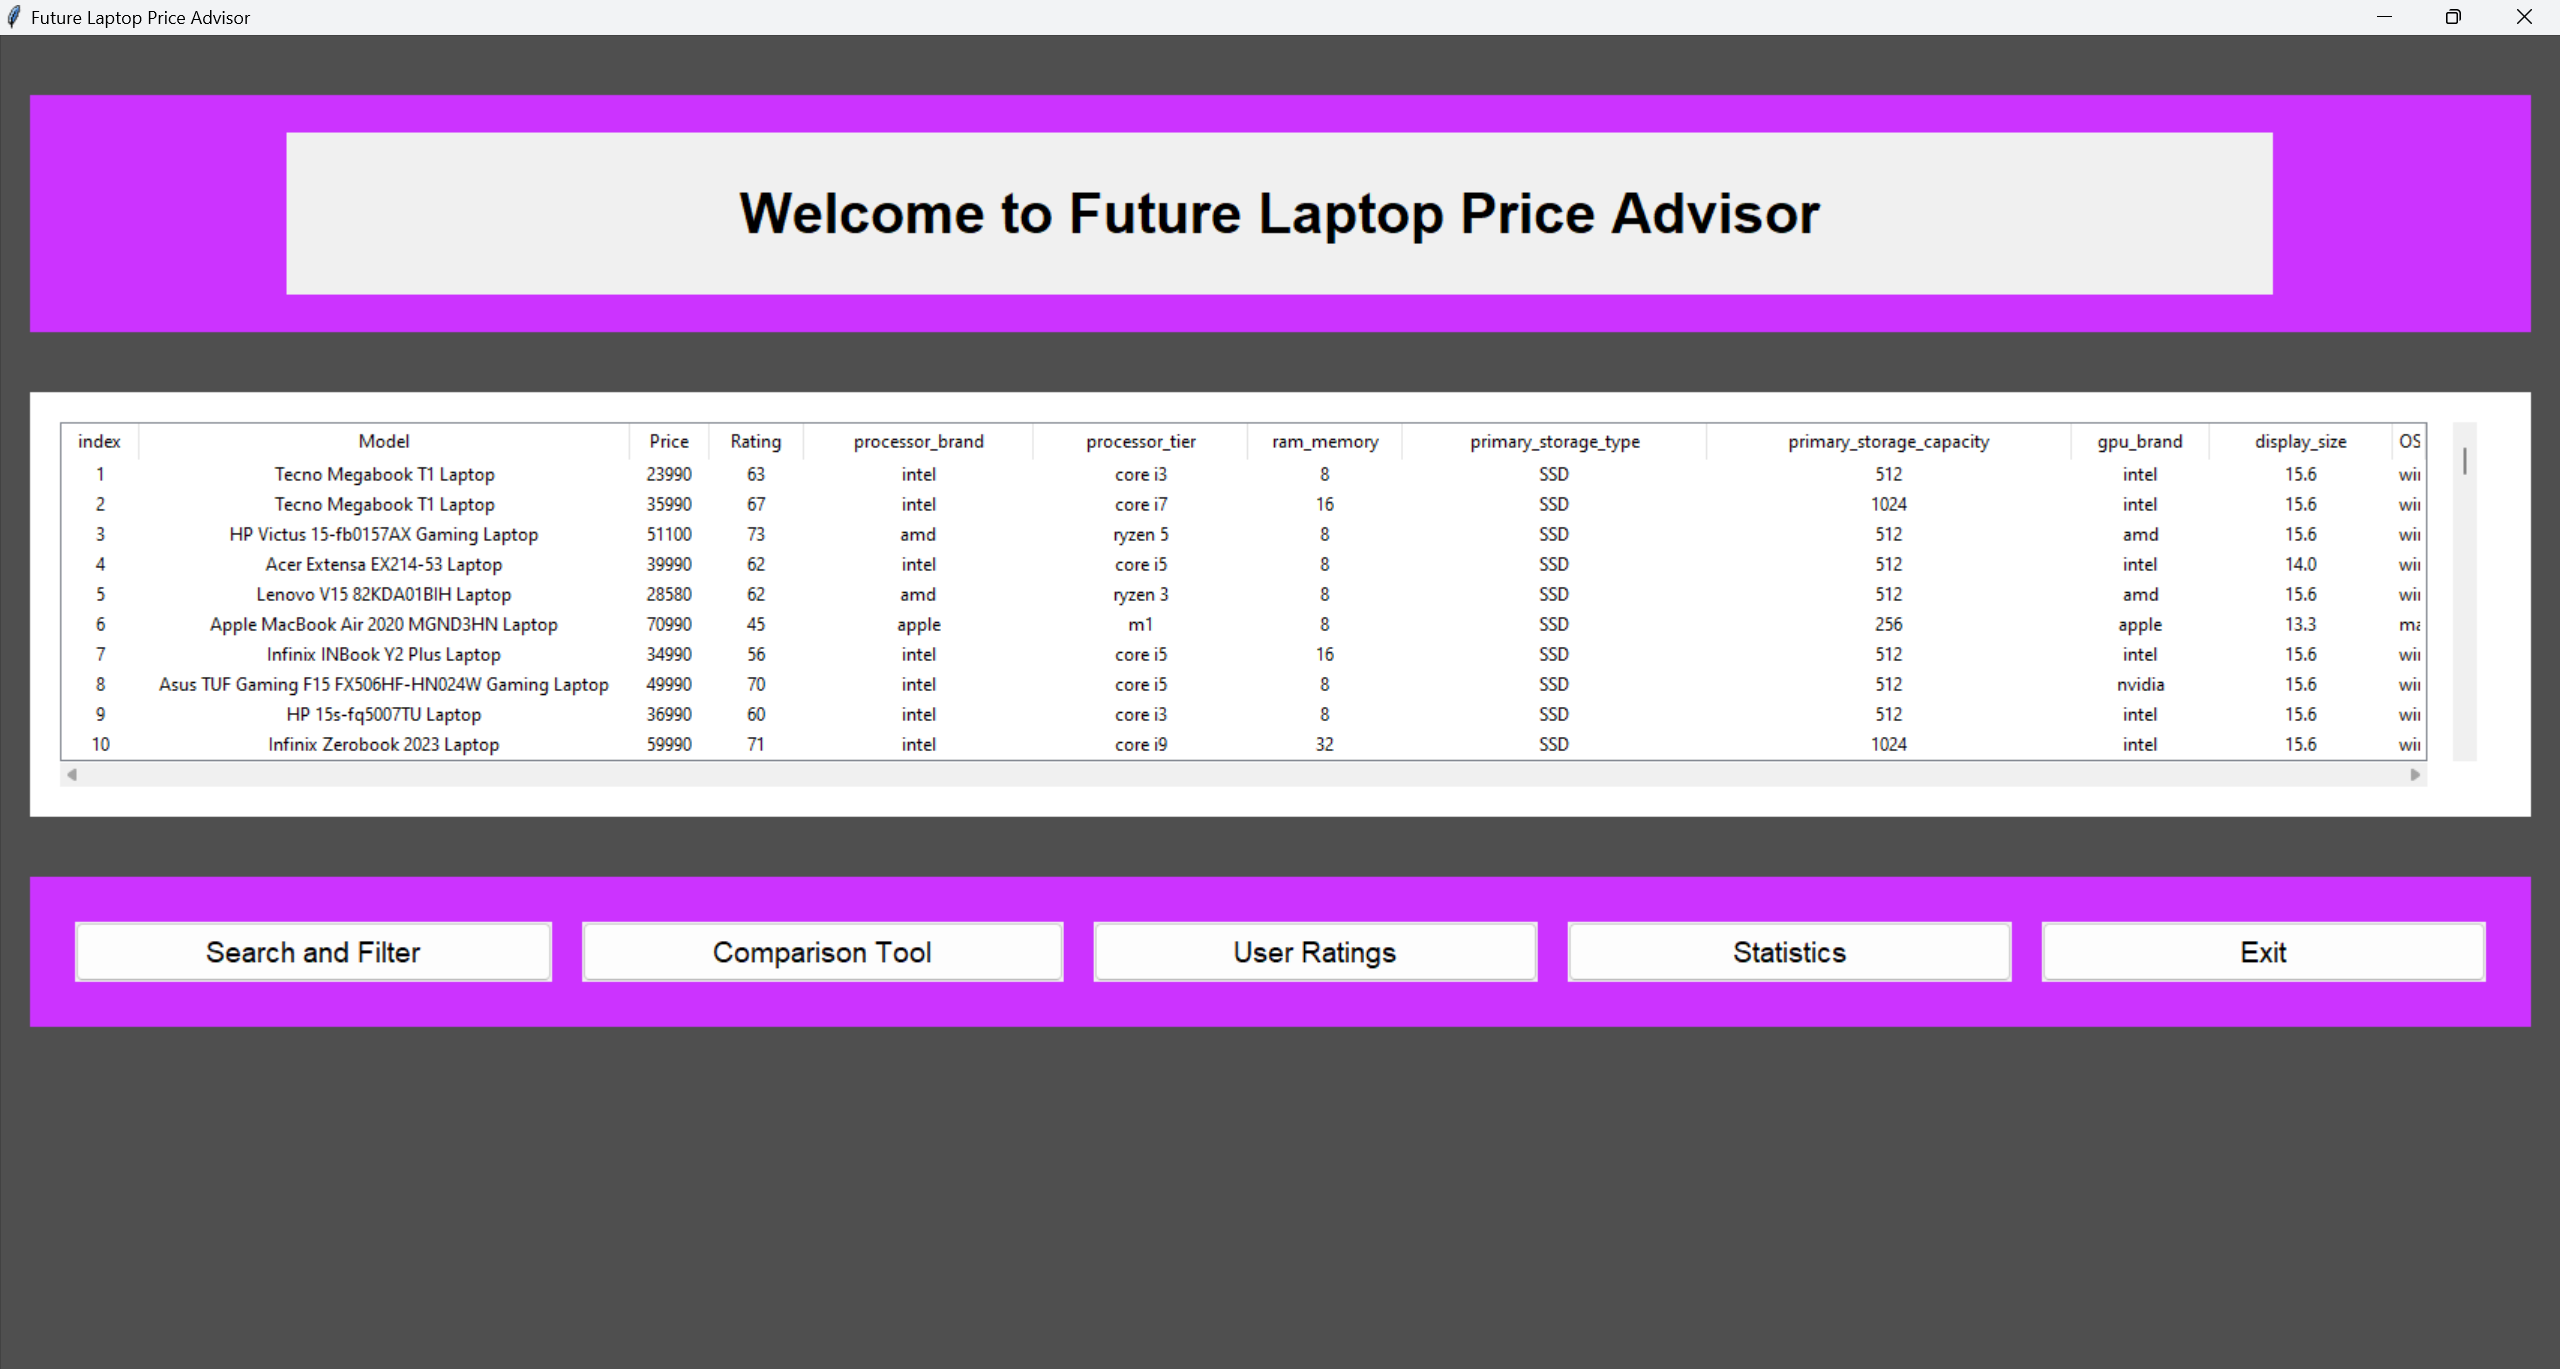 Future Laptop Price Advisor
Welcome to Future Laptop Price Advisor
index Model Price Rating processor_brand processor_tier ram_memory primary_storage_type primary_storage_capacity gpu_brand display_size OS
1 Tecno Megabook T1 Laptop 23990 63 intel core i3 8 SSD 512 intel 15.6
2 Tecno Megabook T1 Laptop 35990 67 intel core i7 16 SSD 1024 intel 15.6
3 HP Victus 15-fb0157AX Gaming Laptop 51100 73 amd ryzen 5 8 SSD 512 amd 15.6
4 Acer Extensa EX214-53 Laptop 39990 62 intel core i5 8 SSD 512 intel 14.0
5 Lenovo V15 82KDA01BIH Laptop 28580 62 amd ryzen 3 8 SSD 512 amd 15.6
6 Apple MacBook Air 2020 MGND3HN Laptop 70990 45 apple m1 8 SSD 256 apple 13.3
7 Infinix INBook Y2 Plus Laptop 34990 56 intel core i5 16 SSD 512 intel 15.6
8 Asus TUF Gaming F15 FX506HF-HN024W Gaming Laptop 49990 70 intel core i5 8 SSD 512 nvidia 15.6
9 HP 15s-fq5007TU Laptop 36990 60 intel core i3 8 SSD 512 intel 15.6
10 Infinix Zerobook 2023 Laptop 59990 71 intel core i9 32 SSD 1024 intel 15.6
Search and Filter Comparison Tool User Ratings Statistics Exit